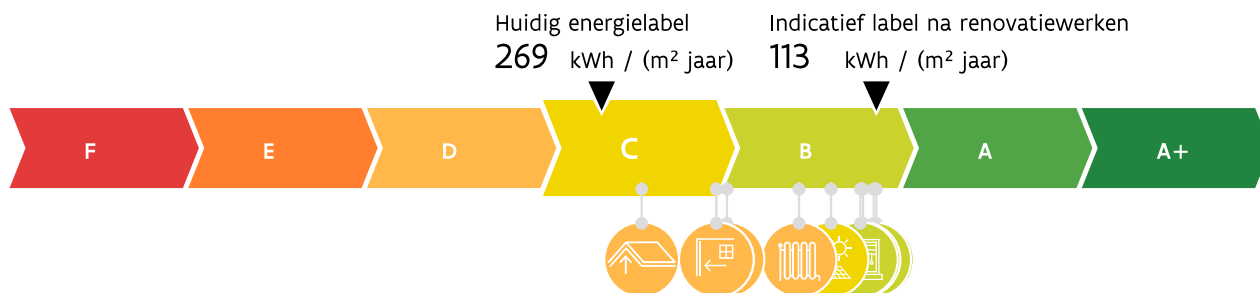 Huidig energielabel
269 kWh / (m² jaar)
Indicatief label na renovatiewerken
113 kWh / (m² jaar)
F E D C B A A+